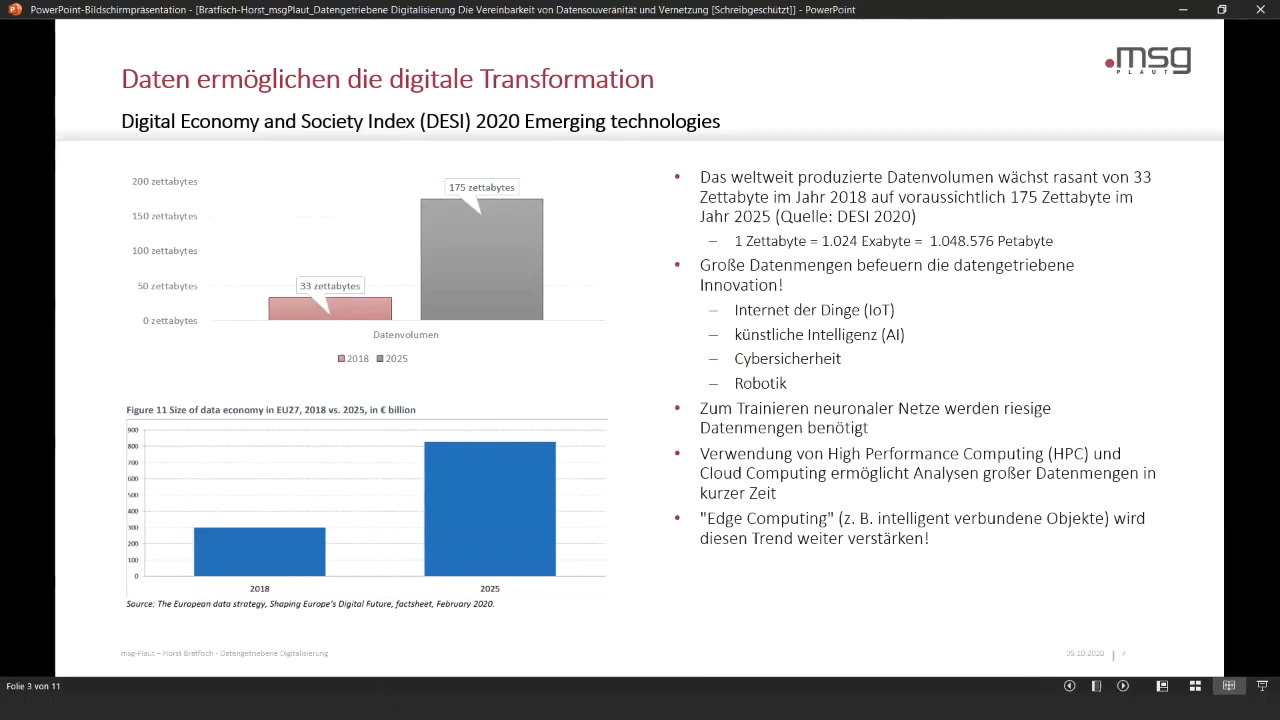 PowerPoint-Bildschirmpräsentation - [Bratfisch-Horst_msgPlaut_Datengetriebene Digitalisierung Die Vereinbarkeit von Datensouveränität und Vernetzung [Schreibgeschützt]] - PowerPoint
.msg
PLAUT
Daten ermöglichen die digitale Transformation
Digital Economy and Society Index (DESI) 2020 Emerging technologies
200 zettabytes
150 zettabytes
100 zettabytes
50 zettabytes
0 zettabytes
175 zettabytes
33 zettabytes
Datenvolumen
2018 2025
Figure 11 Size of data economy in EU27, 2018 vs. 2025, in € billion
900
800
700
600
500
400
300
200
100
0
2018 2025
Source: The European data strategy, Shaping Europe's Digital Future, factsheet, February 2020.
• Das weltweit produzierte Datenvolumen wächst rasant von 33
Zettabyte im Jahr 2018 auf voraussichtlich 175 Zettabyte im
Jahr 2025 (Quelle: DESI 2020)
– 1 Zettabyte = 1.024 Exabyte = 1.048.576 Petabyte
• Große Datenmengen befeuern die datengetriebene
Innovation!
– Internet der Dinge (IoT)
– künstliche Intelligenz (AI)
– Cybersicherheit
– Robotik
• Zum Trainieren neuronaler Netze werden riesige
Datenmengen benötigt
• Verwendung von High Performance Computing (HPC) und
Cloud Computing ermöglicht Analysen großer Datenmengen in
kurzer Zeit
• "Edge Computing" (z. B. intelligent verbundene Objekte) wird
diesen Trend weiter verstärken!
msg-Plaut – Horst Bratfisch - Datengetriebene Digitalisierung
06.10.2020
Folie 3 von 11